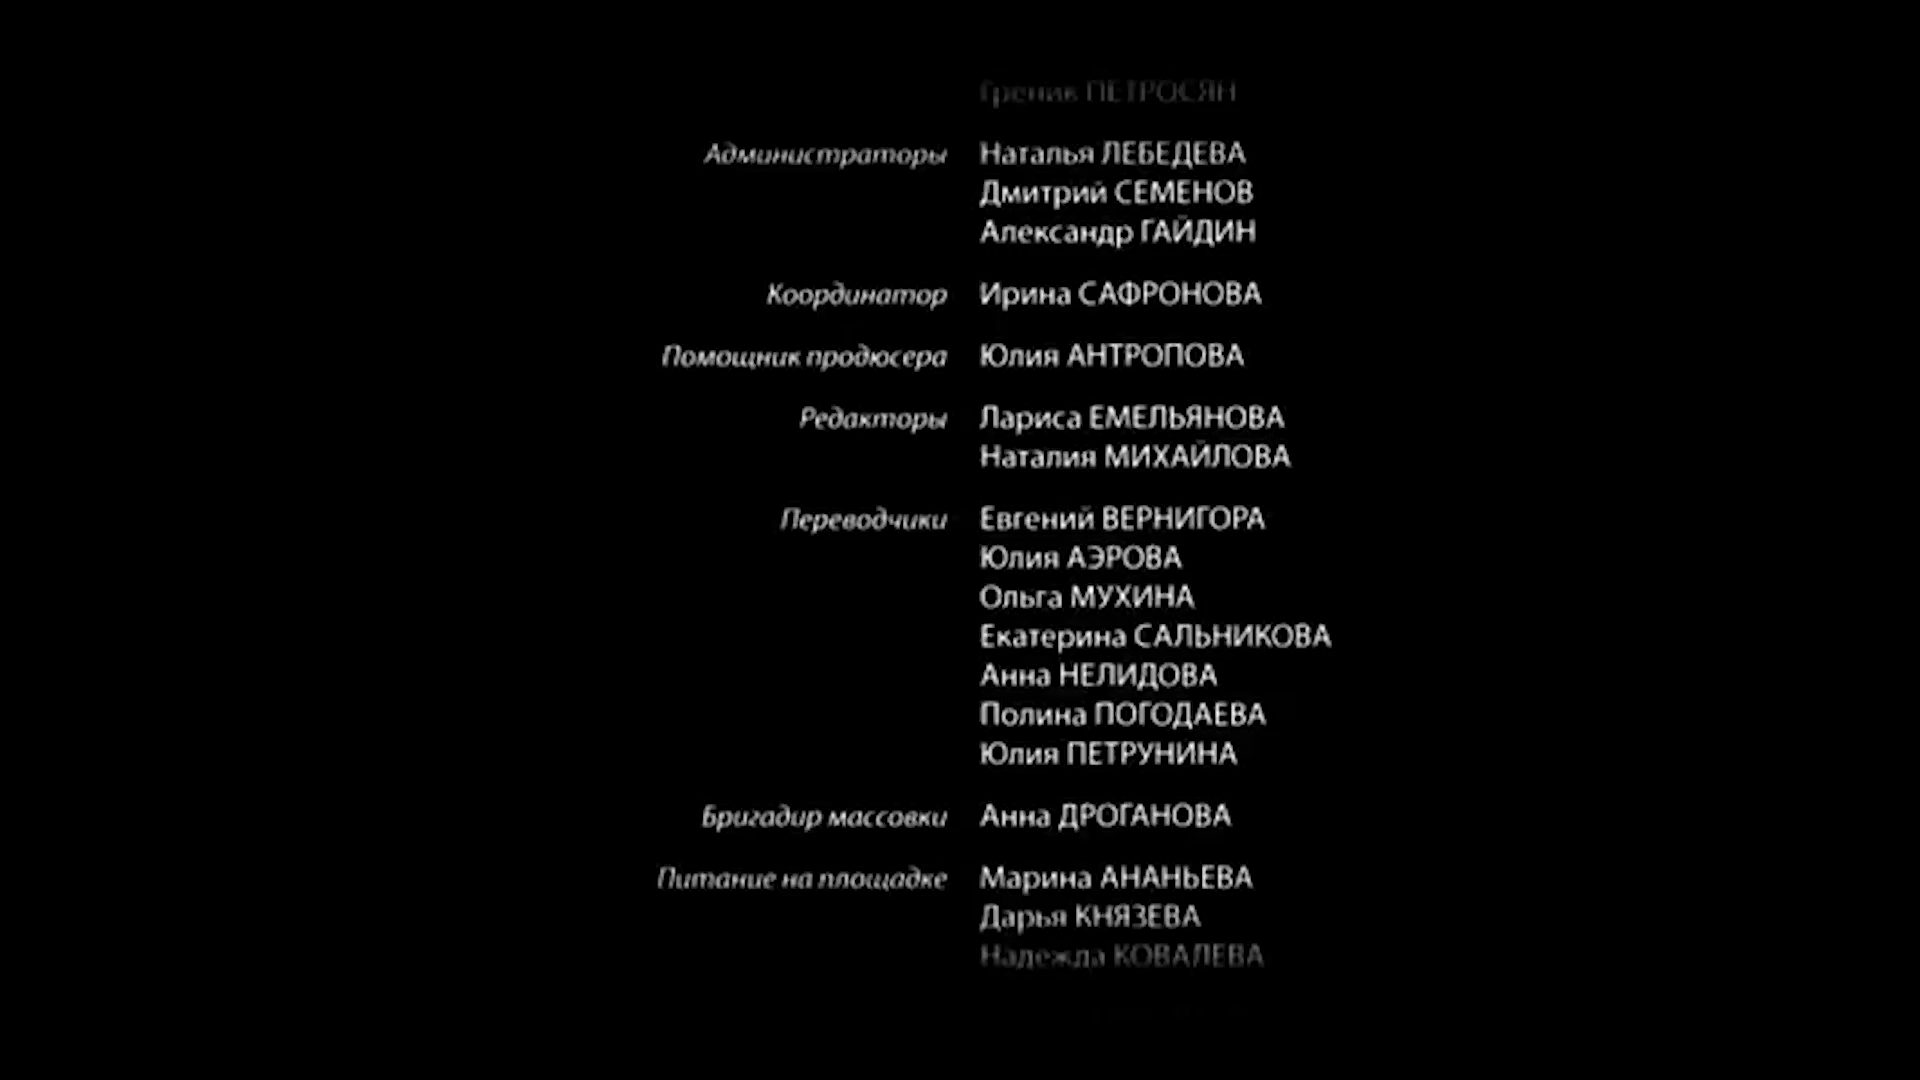 Греник ПЕТРОСЯН
Администраторы Наталья ЛЕБЕДЕВА
Дмитрий СЕМЕНОВ
Александр ГАЙДИН
Координатор Ирина САФРОНОВА
Помощник продюсера Юлия АНТРОПОВА
Редакторы Лариса ЕМЕЛЬЯНОВА
Наталия МИХАЙЛОВА
Переводчики Евгений ВЕРНИГОРА
Юлия АЭРОВА
Ольга МУХИНА
Екатерина САЛЬНИКОВА
Анна НЕЛИДОВА
Полина ПОГОДАЕВА
Юлия ПЕТРУНИНА
Бригадир массовки Анна ДРОГАНОВА
Питание на площадке Марина АНАНЬЕВА
Дарья КНЯЗЕВА
Надежда КОВАЛЕВА